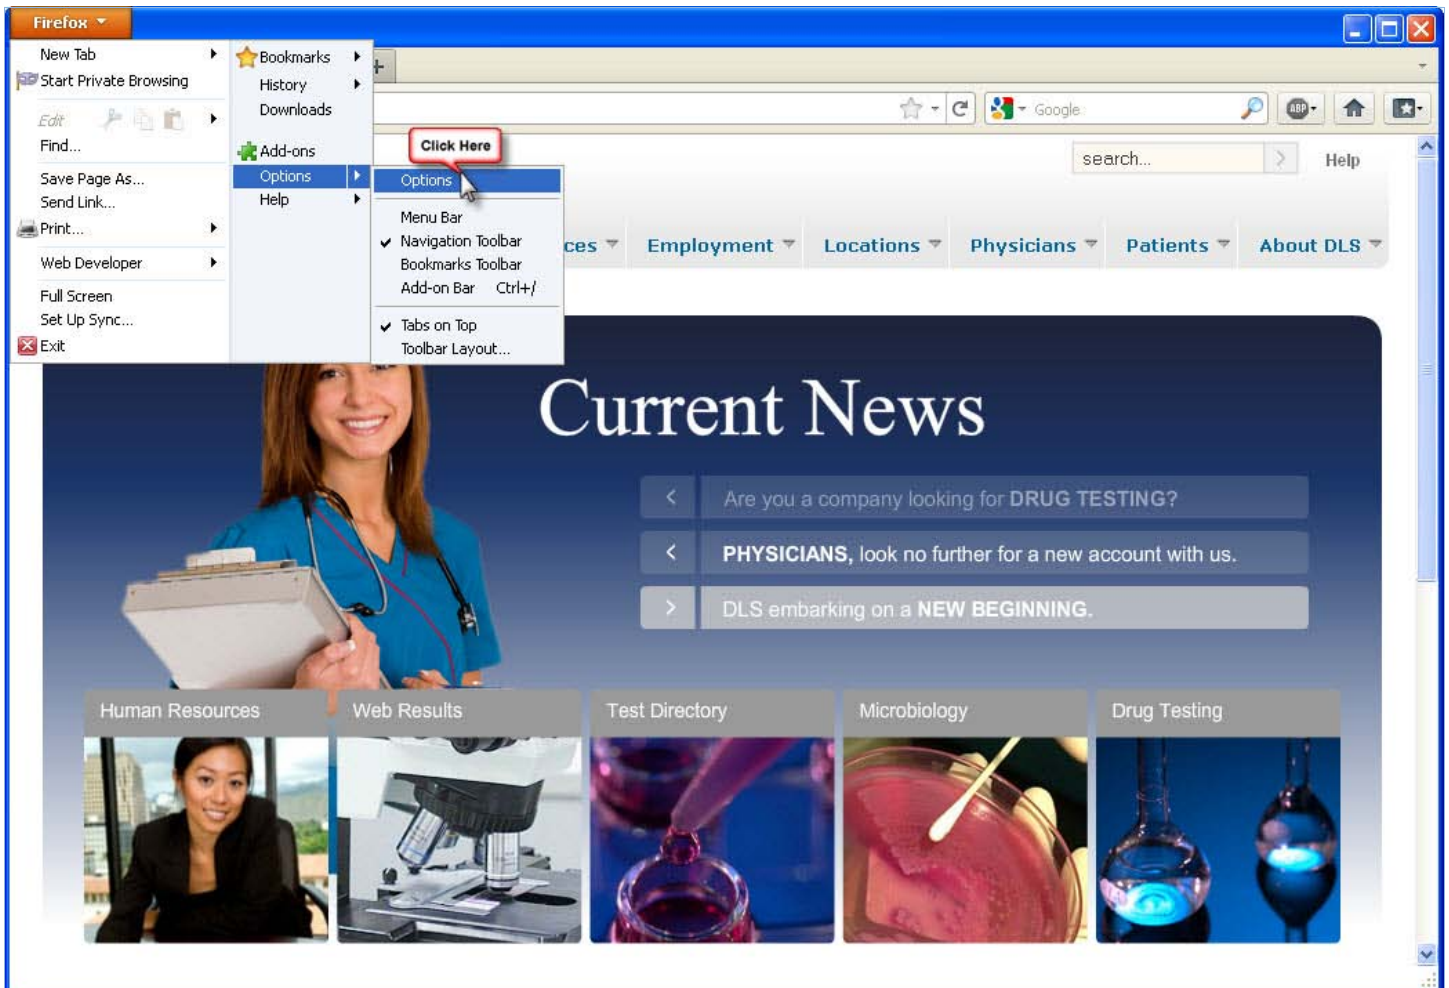 Firefox
New Tab
Start Private Browsing
Edit
Find...
Save Page As...
Send Link...
Print...
Web Developer
Full Screen
Set Up Sync...
Exit
Bookmarks
History
Downloads
Add-ons
Options
Help
Click Here
Options
Menu Bar
Navigation Toolbar
Bookmarks Toolbar
Add-on Bar Ctrl+/
Tabs on Top
Toolbar Layout...
Google
ABP
search...
Help
ces
Employment
Locations
Physicians
Patients
About DLS
Current News
Are you a company looking for DRUG TESTING?
PHYSICIANS, look no further for a new account with us.
DLS embarking on a NEW BEGINNING.
Human Resources
Web Results
Test Directory
Microbiology
Drug Testing